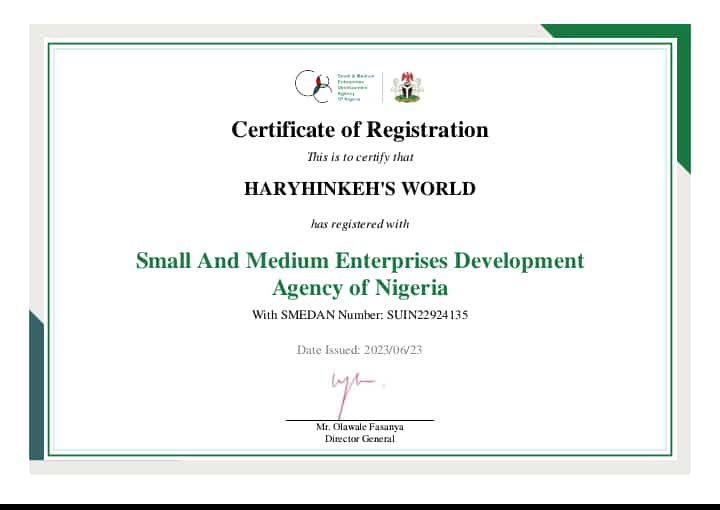 Small & Medium
Enterprises
Development
Agency
Of Nigeria
Certificate of Registration
This is to certify that
HARYHINKEH'S WORLD
has registered with
Small And Medium Enterprises Development
Agency of Nigeria
With SMEDAN Number: SUIN22924135
Date Issued: 2023/06/23
Mr. Olawale Fasanya
Director General